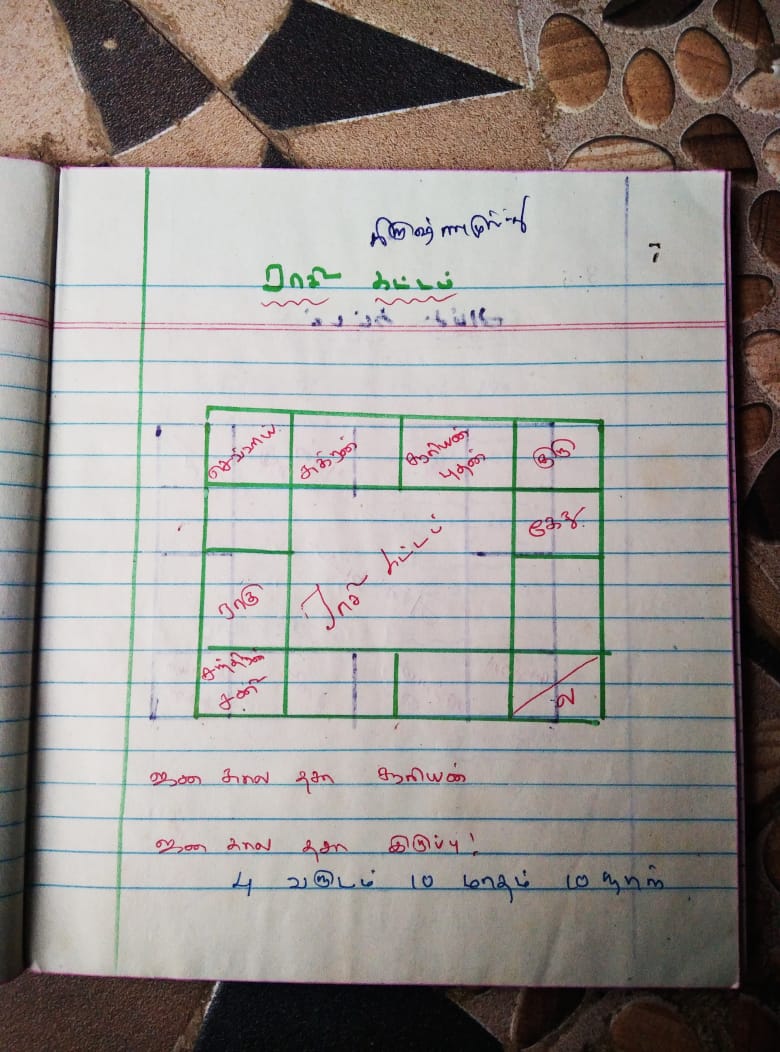 கிருஷ்ணமூர்த்தி
7
ராசி கட்டம்
செவ்வாய்
சுக்ரன்
சூரியன்
புதன்
குரு
கேது
ராசி கட்டம்
ராகு
சந்திரன்
சனி
ல
ஜன கால தசா சூரியன்
ஜன கால தசா இருப்பு!
4 வருடம் 10 மாதம் 10 நாள்